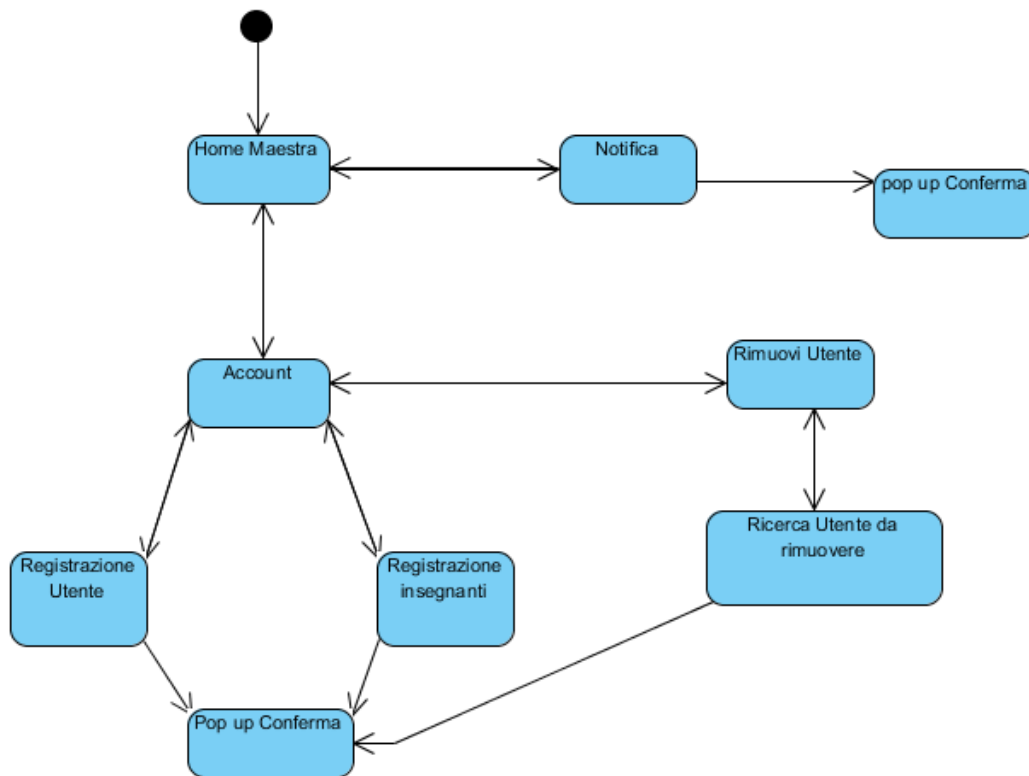 Home Maestra
Notifica
pop up Conferma
Account
Rimuovi Utente
Ricerca Utente da
rimuovere
Registrazione
Utente
Registrazione
insegnanti
Pop up Conferma